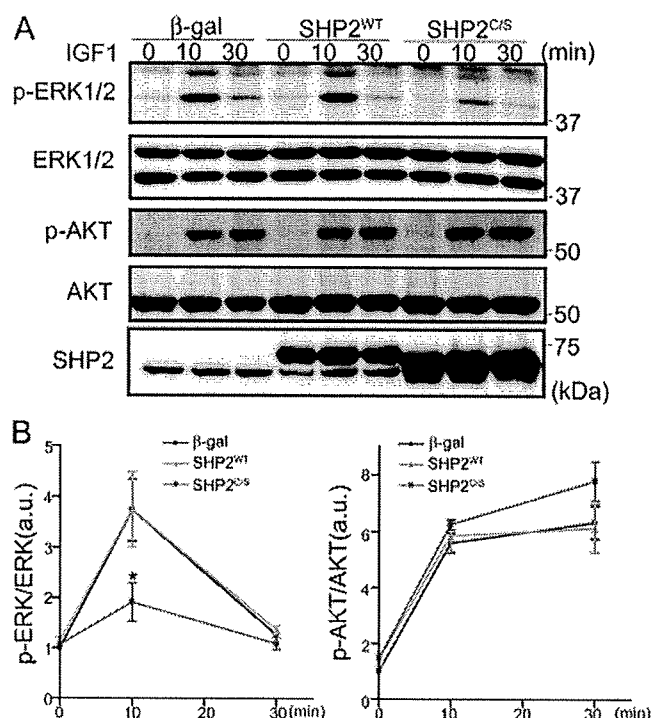 A
β-gal SHP2WT SHP2C/S
IGF1 0 10 30 0 10 30 0 10 30 (min)
p-ERK1/2
37
ERK1/2
37
p-AKT
50
AKT
50
SHP2
75
(kDa)
B
β-gal
SHP2WT
SHP2C/S
p-ERK/ERK(a.u.)
5
4
3
2
1
0
*
0 10 20 30 (min)
β-gal
SHP2WT
SHP2C/S
p-AKT/AKT(a.u.)
8
6
4
2
0
0 10 20 30 (min)